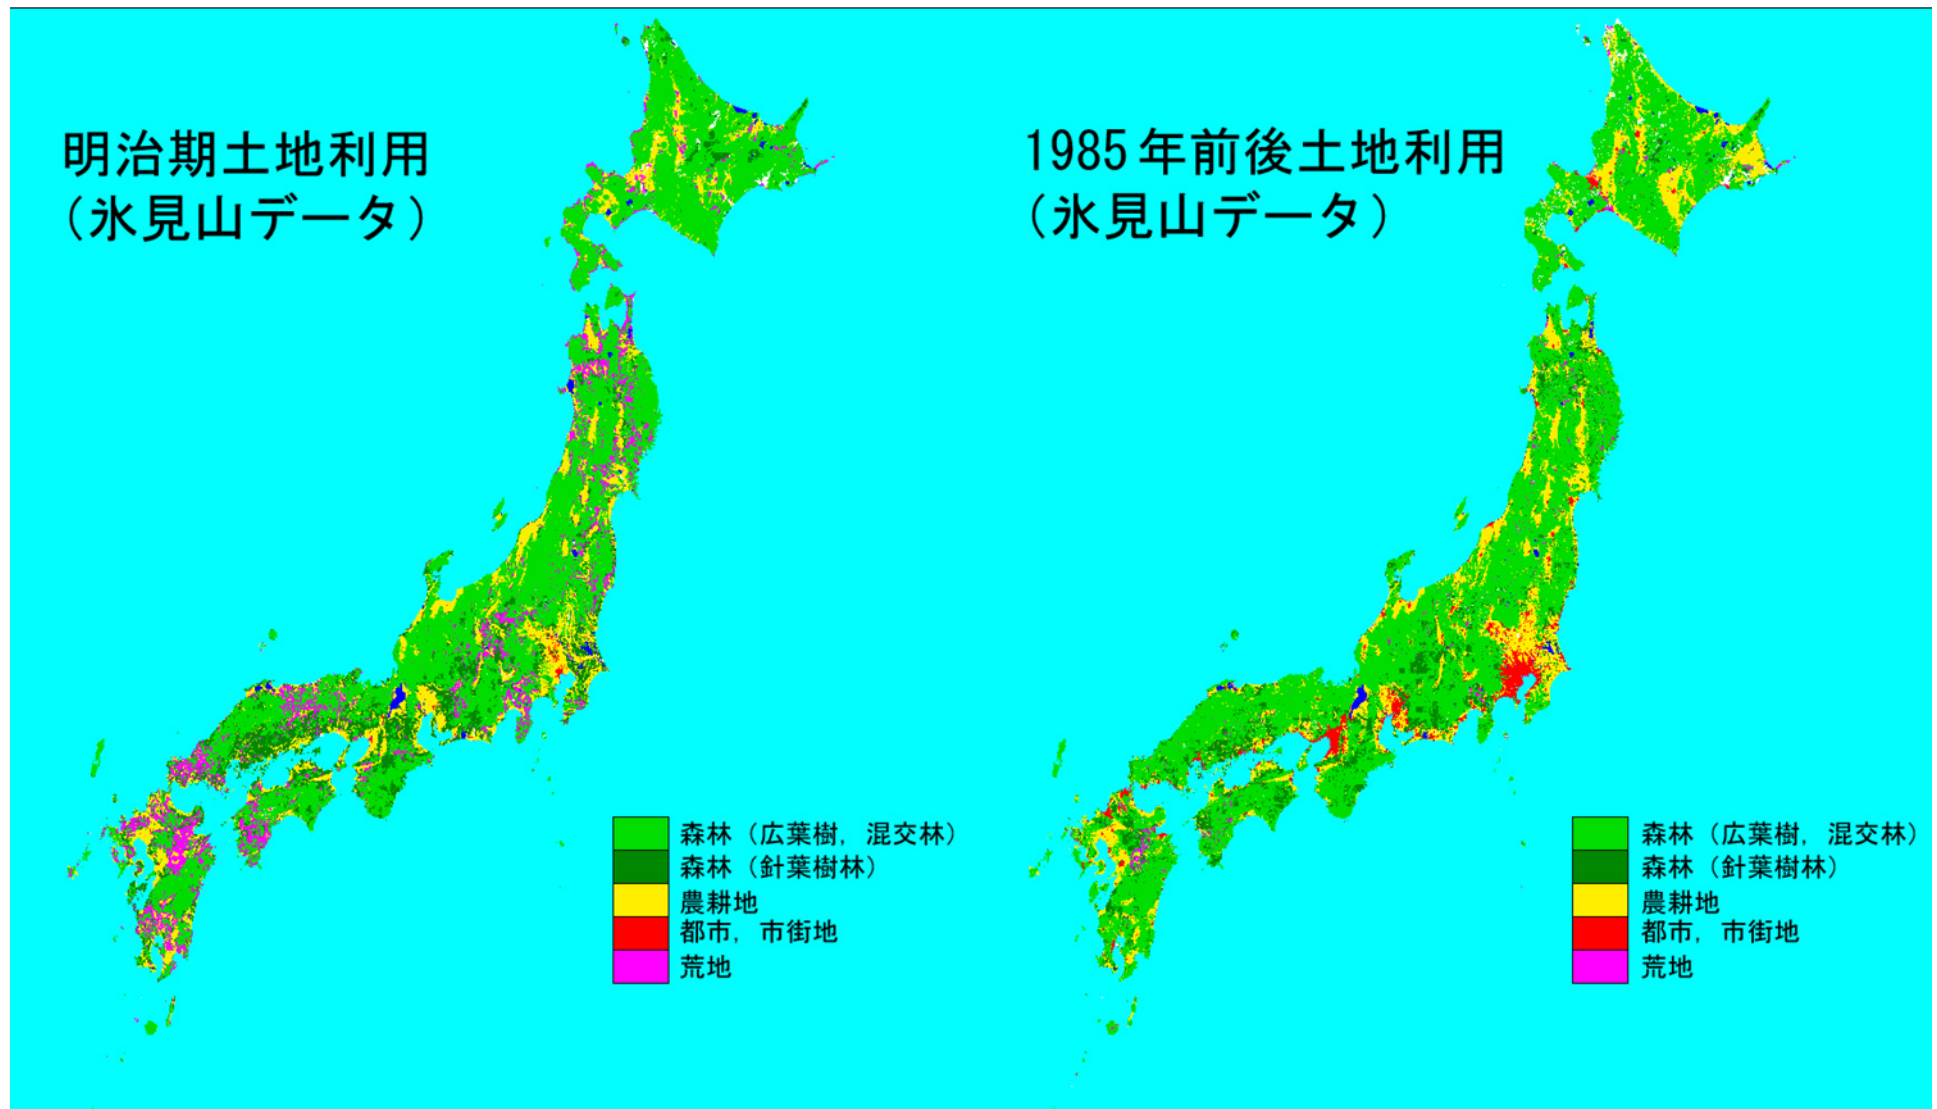 明治期土地利用
（氷見山データ）
森林（広葉樹，混交林）
森林（針葉樹林）
農耕地
都市，市街地
荒地
1985年前後土地利用
（氷見山データ）
森林（広葉樹，混交林）
森林（針葉樹林）
農耕地
都市，市街地
荒地